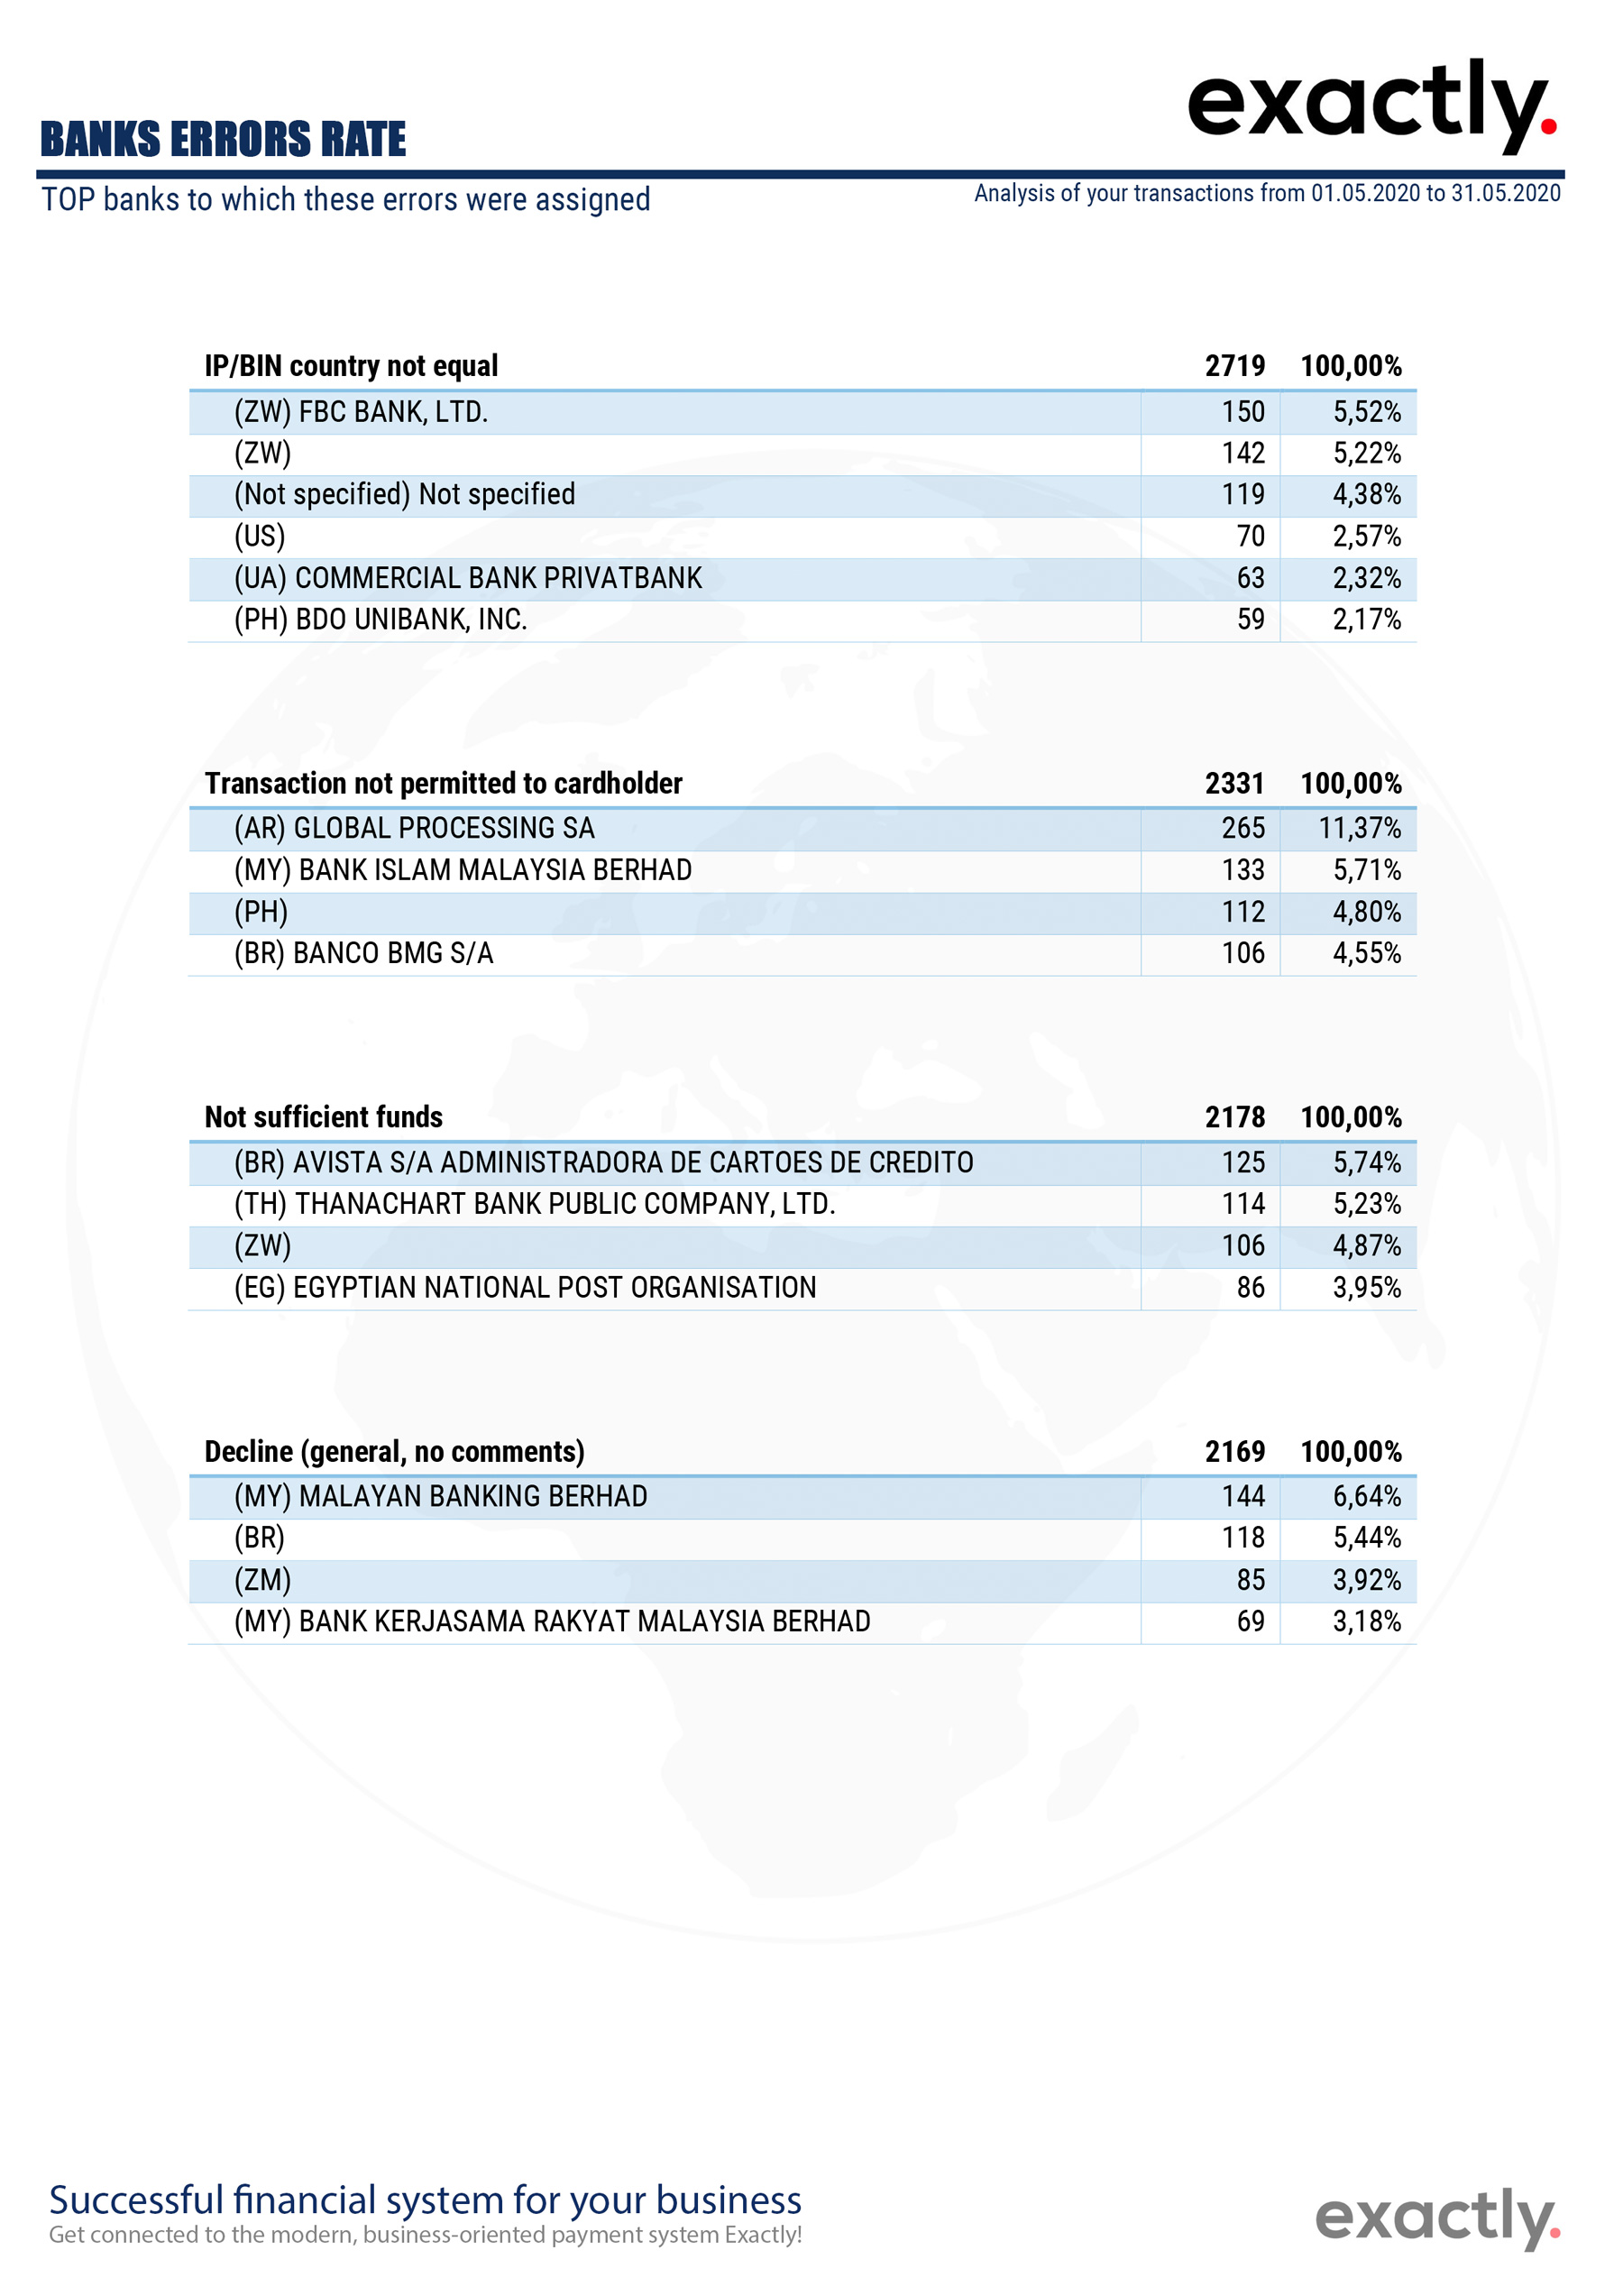 exactly.
BANKS ERRORS RATE
TOP banks to which these errors were assigned
Analysis of your transactions from 01.05.2020 to 31.05.2020
IP/BIN country not equal 2719 100,00%
(ZW) FBC BANK, LTD. 150 5,52%
(ZW) 142 5,22%
(Not specified) Not specified 119 4,38%
(US) 70 2,57%
(UA) COMMERCIAL BANK PRIVATBANK 63 2,32%
(PH) BDO UNIBANK, INC. 59 2,17%
Transaction not permitted to cardholder 2331 100,00%
(AR) GLOBAL PROCESSING SA 265 11,37%
(MY) BANK ISLAM MALAYSIA BERHAD 133 5,71%
(PH) 112 4,80%
(BR) BANCO BMG S/A 106 4,55%
Not sufficient funds 2178 100,00%
(BR) AVISTA S/A ADMINISTRADORA DE CARTOES DE CREDITO 125 5,74%
(TH) THANACHART BANK PUBLIC COMPANY, LTD. 114 5,23%
(ZW) 106 4,87%
(EG) EGYPTIAN NATIONAL POST ORGANISATION 86 3,95%
Decline (general, no comments) 2169 100,00%
(MY) MALAYAN BANKING BERHAD 144 6,64%
(BR) 118 5,44%
(ZM) 85 3,92%
(MY) BANK KERJASAMA RAKYAT MALAYSIA BERHAD 69 3,18%
Successful financial system for your business
Get connected to the modern, business-oriented payment system Exactly!
exactly.